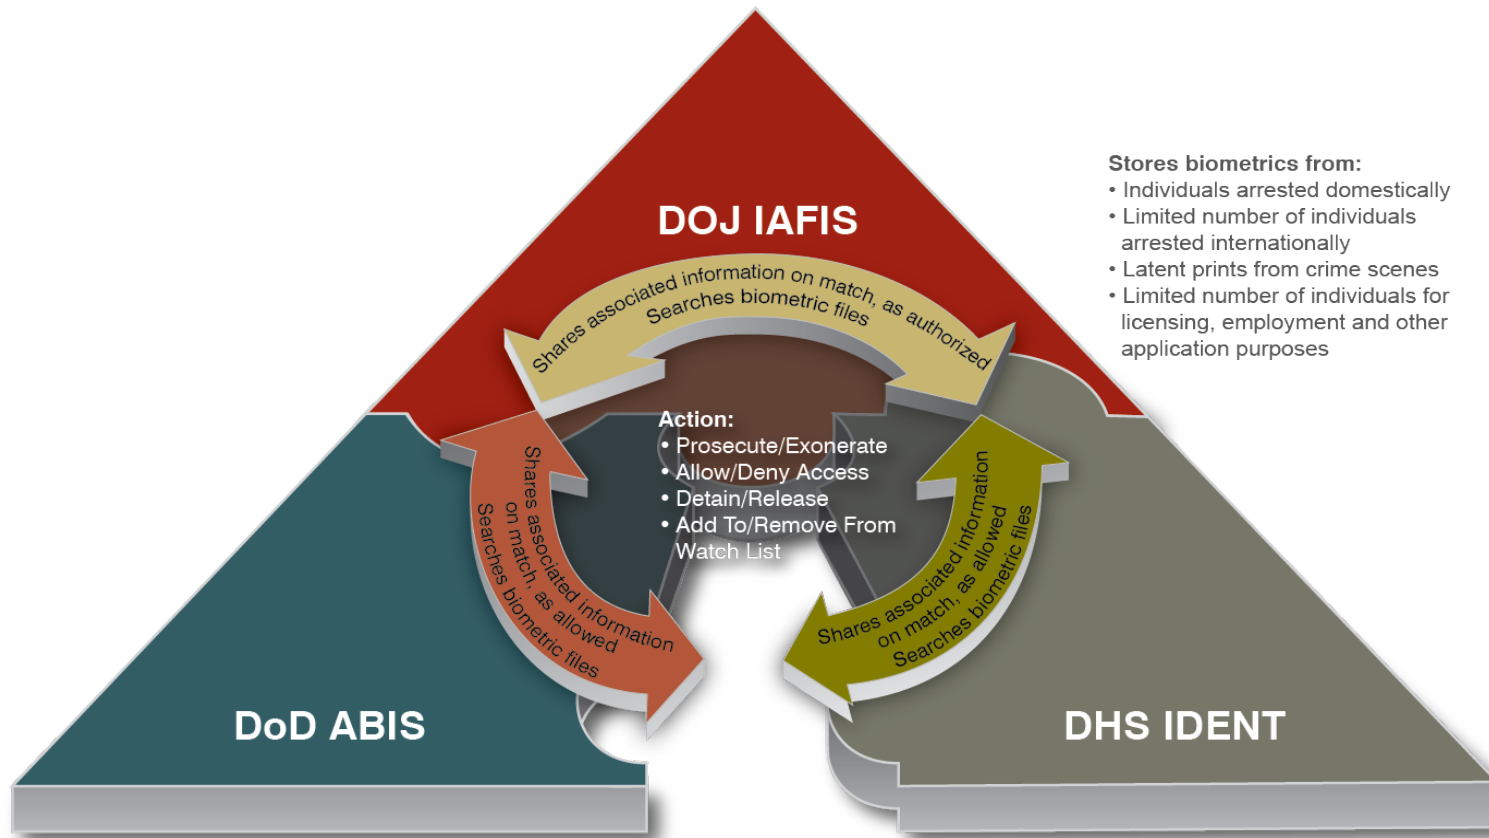 DOJ IAFIS
Stores biometrics from:
• Individuals arrested domestically
• Limited number of individuals
arrested internationally
• Latent prints from crime scenes
• Limited number of individuals for
licensing, employment and other
application purposes
Shares associated information on match, as authorized
Searches biometric files
Action:
• Prosecute/Exonerate
• Allow/Deny Access
• Detain/Release
• Add To/Remove From
Watch List
Shares associated information
on match, as allowed
Searches biometric files
Shares associated information
on match, as allowed
Searches biometric files
DoD ABIS
DHS IDENT